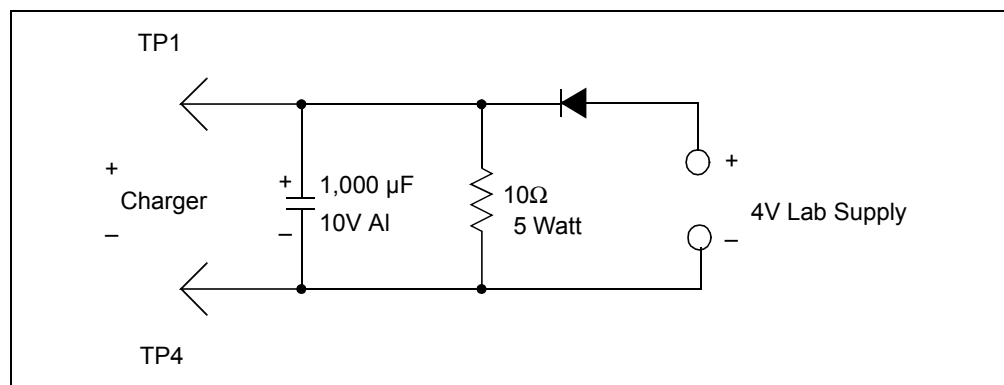 TP1
+
Charger
–
+
1,000 µF
10V Al
–
10Ω
5 Watt
+
4V Lab Supply
–
TP4